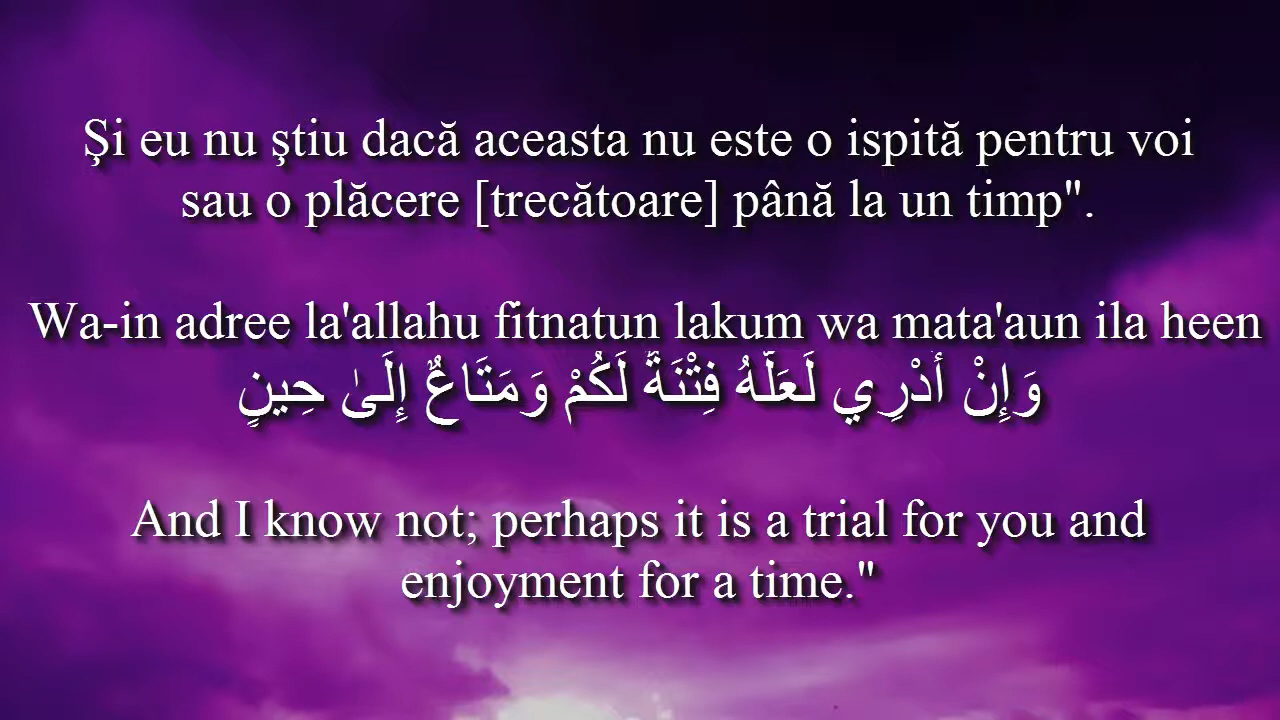 Şi eu nu ştiu dacă aceasta nu este o ispită pentru voi
sau o plăcere [trecătoare] până la un timp".
Wa-in adree la'allahu fitnatun lakum wa mata'aun ila heen
وَإِنْ أَدْرِي لَعَلَّهُ فِتْنَةٌ لَكُمْ وَمَتَاعٌ إِلَىٰ حِينٍ
And I know not; perhaps it is a trial for you and
enjoyment for a time."